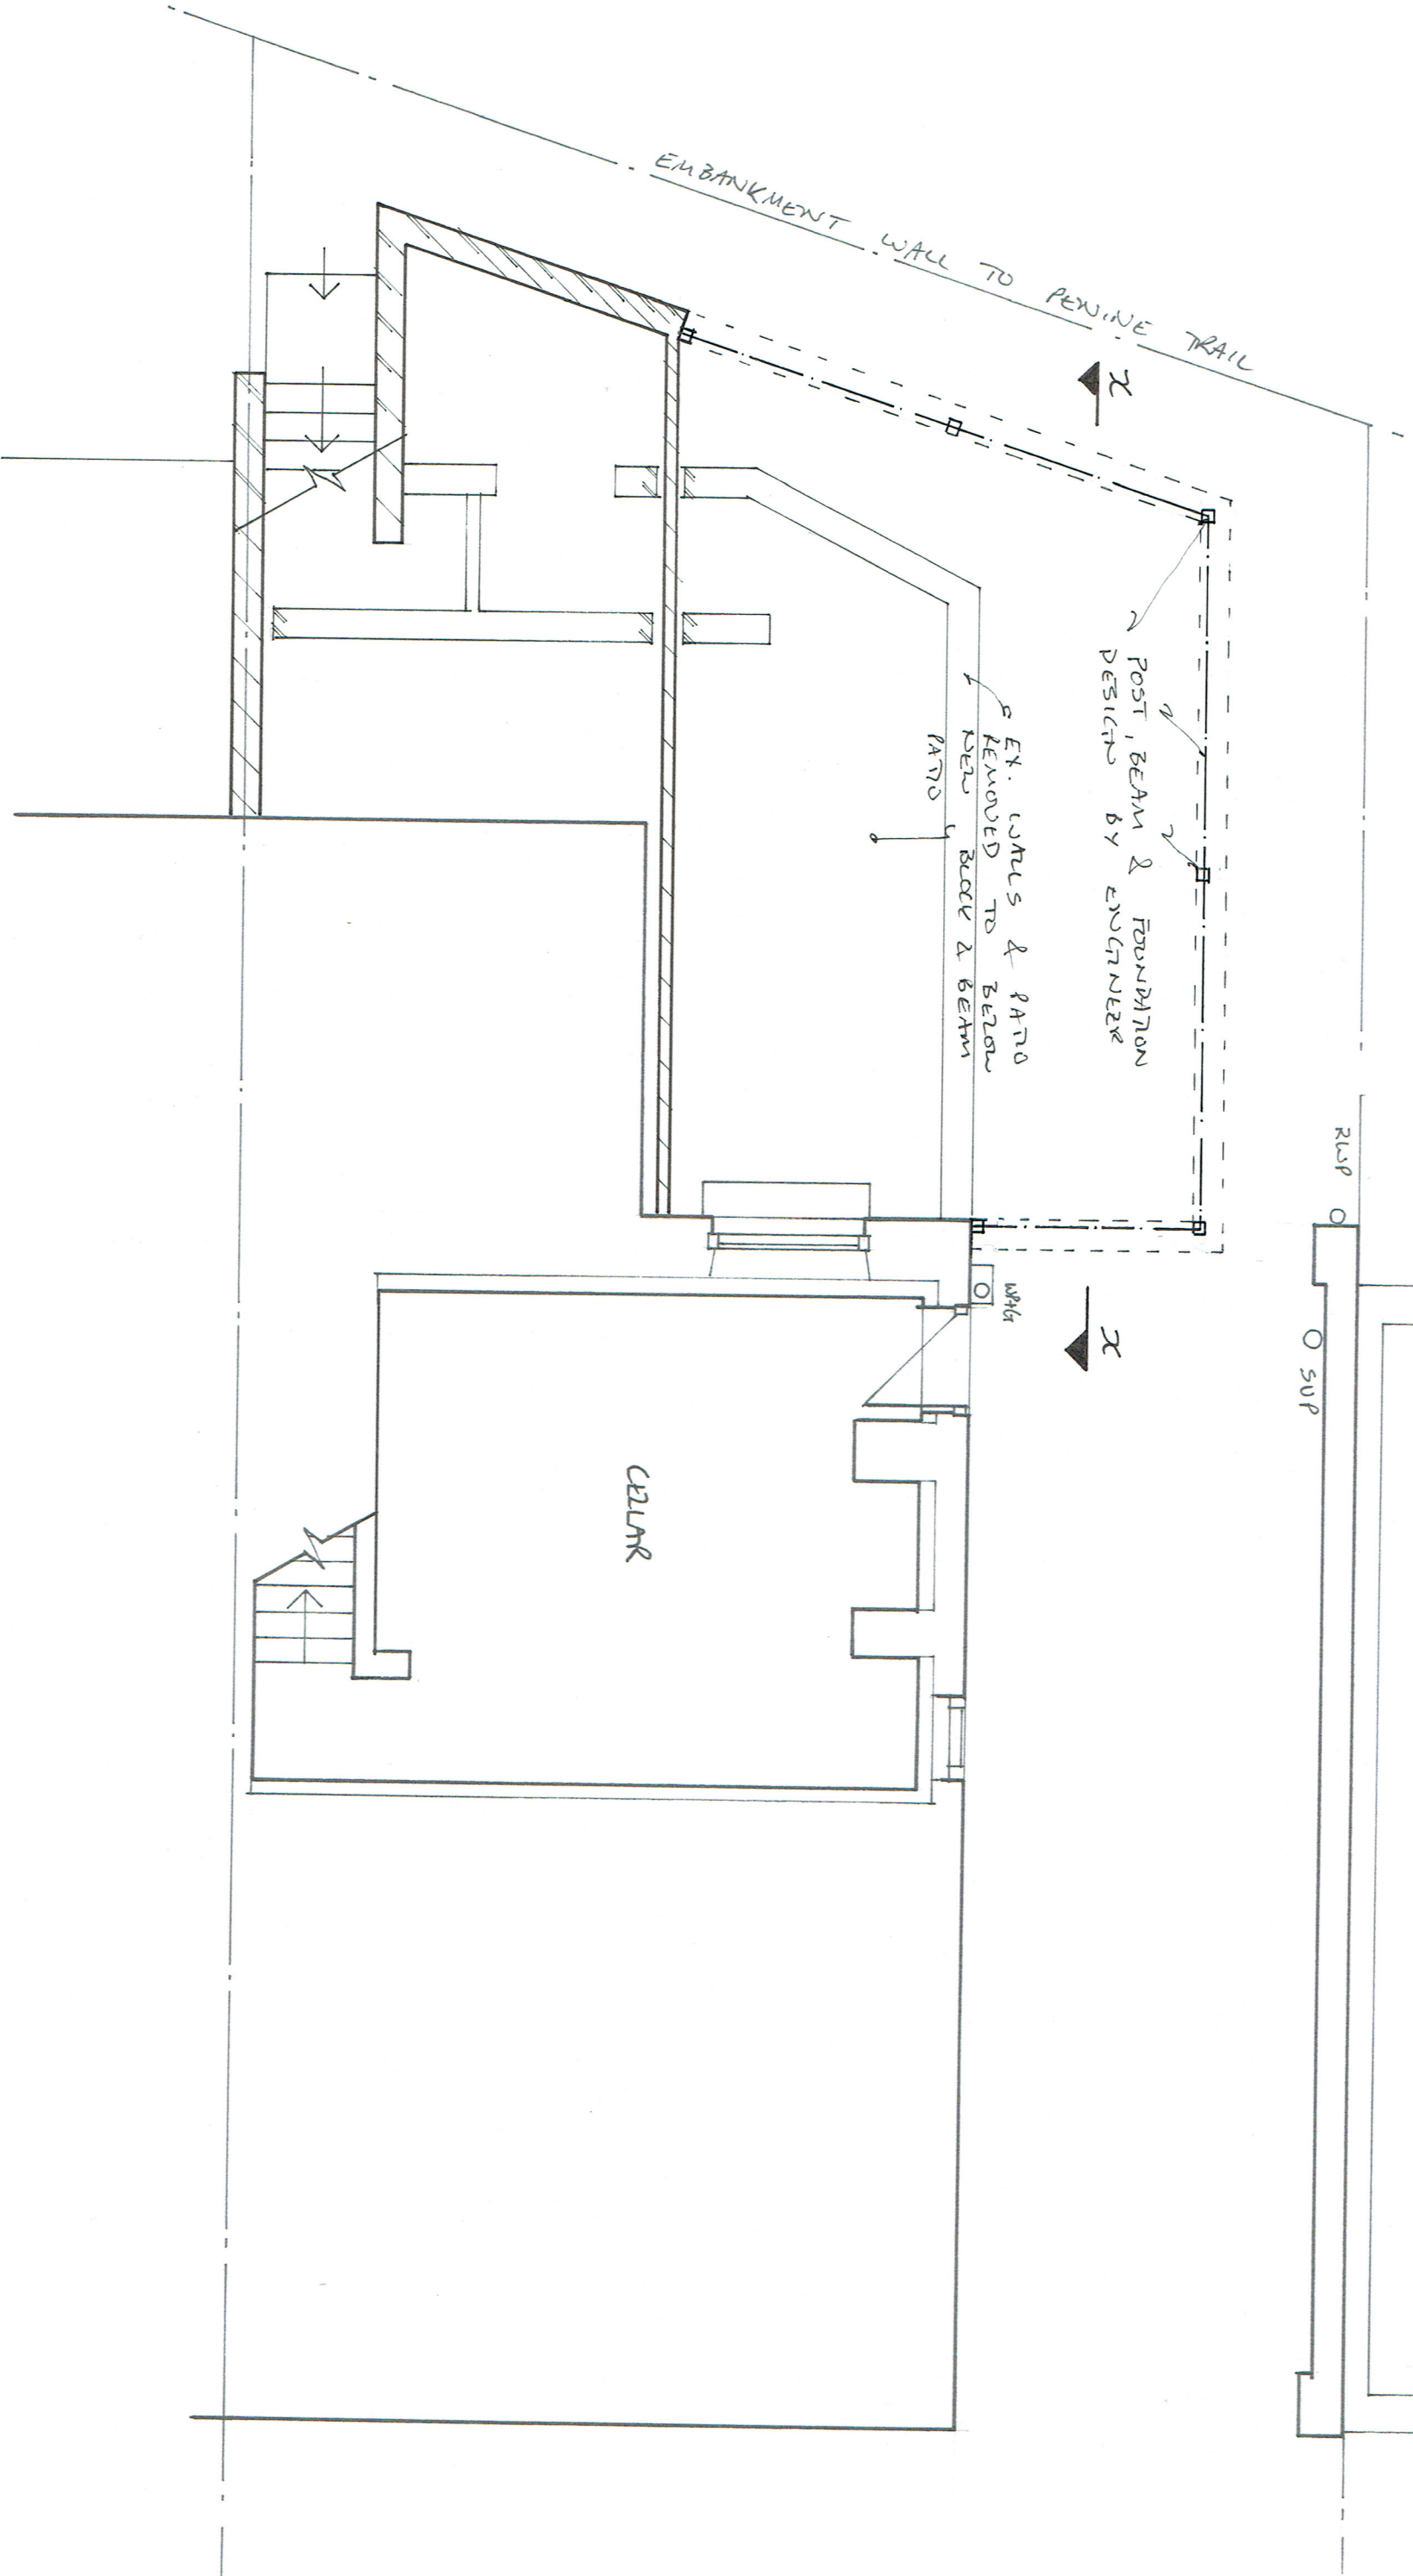 EMBANKMENT WALL TO PENINE TRAIL
X
POST, BEAM & FOUNDATION
DESIGN BY ENGINEER
EX. WALLS & PATIO
REMOVED TO BELOW
NEW BLOCK & BEAM
PATIO
RWP
WP+G
X
SVP
CELLAR